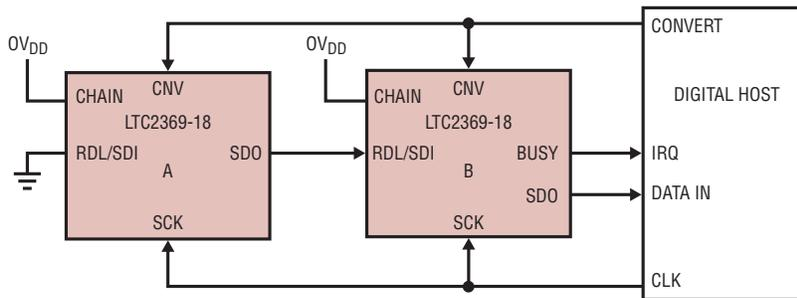 CONVERT
OVDD
OVDD
CNV
CNV
CHAIN
CHAIN
DIGITAL HOST
LTC2369-18
LTC2369-18
RDL/SDI
SDO
RDL/SDI
BUSY
IRQ
A
B
SDO
DATA IN
SCK
SCK
CLK